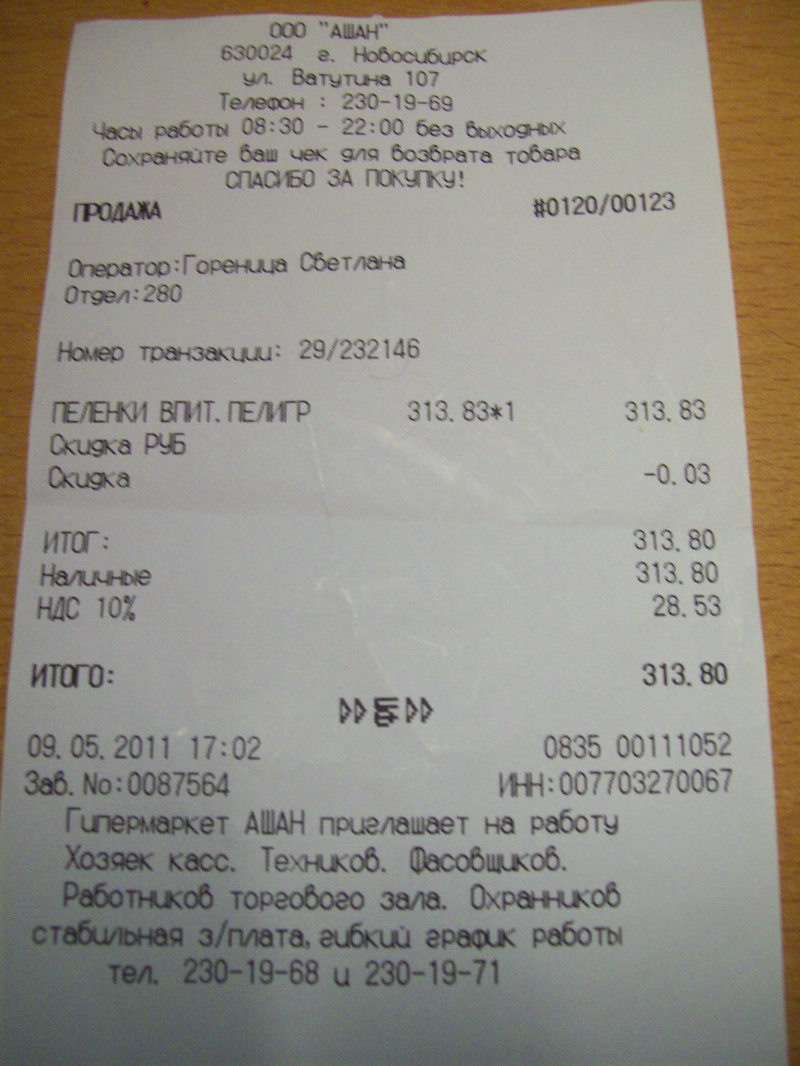 ООО "АШАН"
630024 г. Новосибирск
ул. Ватутина 107
Телефон : 230-19-69
Часы работы 08:30 - 22:00 без выходных
Сохраняйте ваш чек для возврата товара
СПАСИБО ЗА ПОКУПКУ!
ПРОДАЖА #0120/00123
Оператор:Гореница Светлана
Отдел:280
Номер транзакции: 29/232146
ПЕЛЕНКИ ВПИТ.ПЕЛИГР 313.83*1 313.83
Скидка РУБ
Скидка -0.03
ИТОГ: 313.80
Наличные 313.80
НДС 10% 28.53
ИТОГО: 313.80
09.05.2011 17:02 0835 00111052
Зав.No:0087564 ИНН:007703270067
Гипермаркет АШАН приглашает на работу
Хозяек касс. Техников. Фасовщиков.
Работников торгового зала. Охранников
стабильная з/плата,гибкий график работы
тел. 230-19-68 и 230-19-71